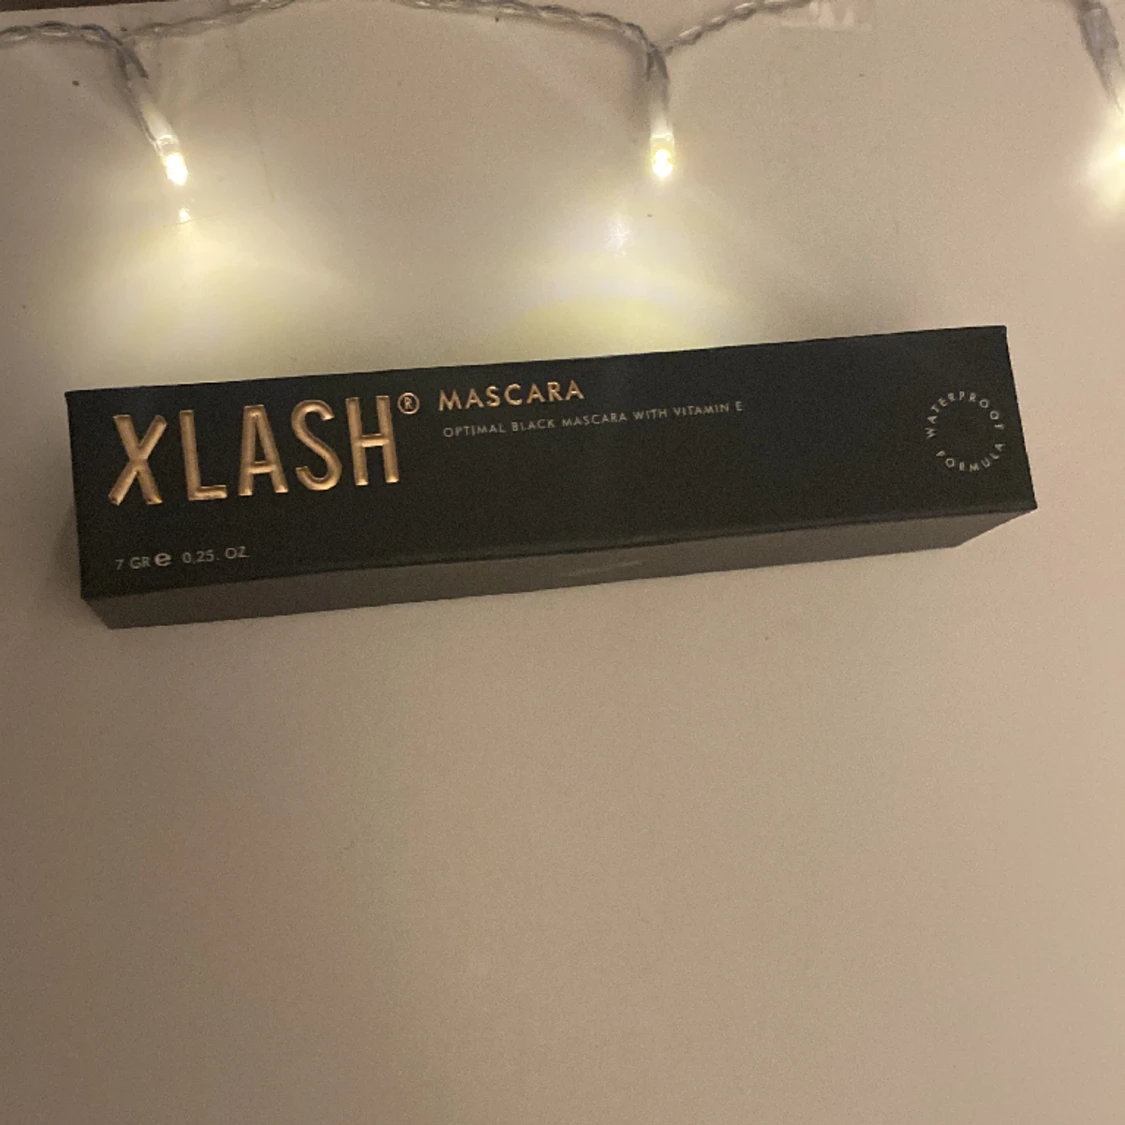 XLASH® MASCARA
OPTIMAL BLACK MASCARA WITH VITAMIN E
WATERPROOF FORMULA
7 GR ℮ 0,25. OZ